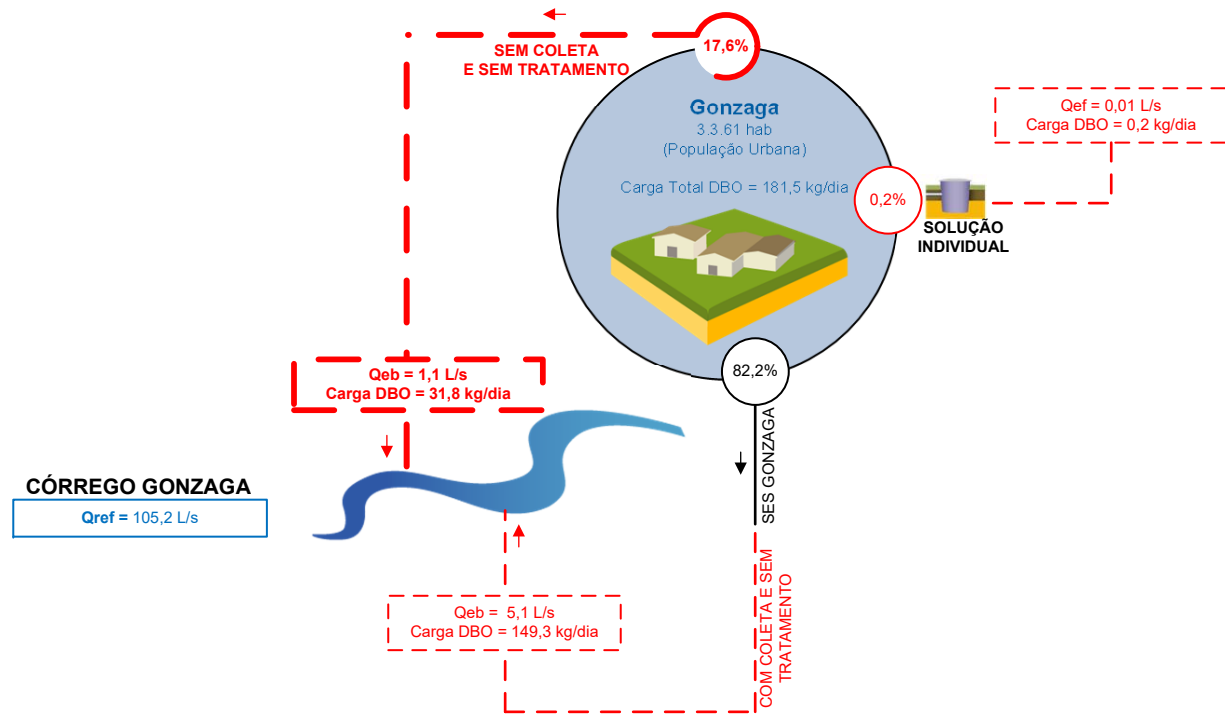 17,6%
SEM COLETA
E SEM TRATAMENTO
Gonzaga
3.3.61 hab
(População Urbana)
Carga Total DBO = 181,5 kg/dia
Qef = 0,01 L/s
Carga DBO = 0,2 kg/dia
0,2%
SOLUÇÃO
INDIVIDUAL
82,2%
Qeb = 1,1 L/s
Carga DBO = 31,8 kg/dia
SES GONZAGA
CÓRREGO GONZAGA
Qref = 105,2 L/s
COM COLETA E SEM
TRATAMENTO
Qeb = 5,1 L/s
Carga DBO = 149,3 kg/dia